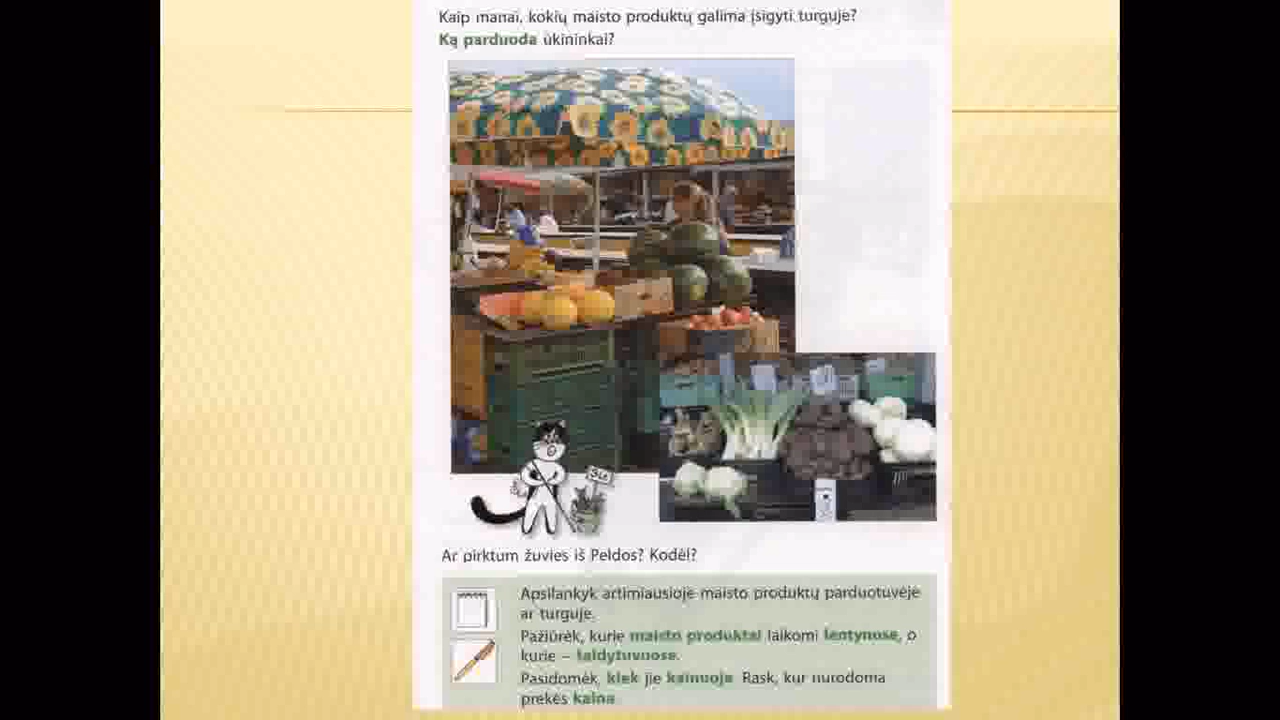 Kaip manai, kokių maisto produktų galima įsigyti turguje?
Ką parduoda ūkininkai?
3Lt
Ar pirktum žuvies iš Peldos? Kodėl?
Apsilankyk artimiausioje maisto produktų parduotuvėje
ar turguje.
Pažiūrėk, kurie maisto produktai laikomi lentynose, o
kurie – šaldytuvuose.
Pasidomėk, kiek jie kainuoja. Rask, kur nurodoma
prekės kaina.